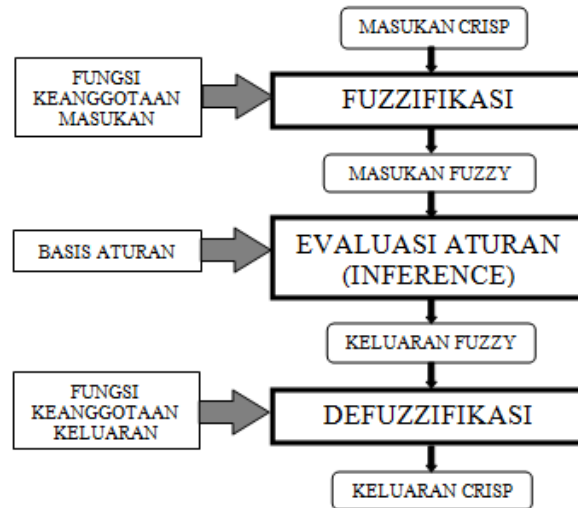 MASUKAN CRISP
FUNGSI
KEANGGOTAAN
MASUKAN
FUZZIFIKASI
MASUKAN FUZZY
BASIS ATURAN
EVALUASI ATURAN
(INFERENCE)
KELUARAN FUZZY
FUNGSI
KEANGGOTAAN
KELUARAN
DEFUZZIFIKASI
KELUARAN CRISP